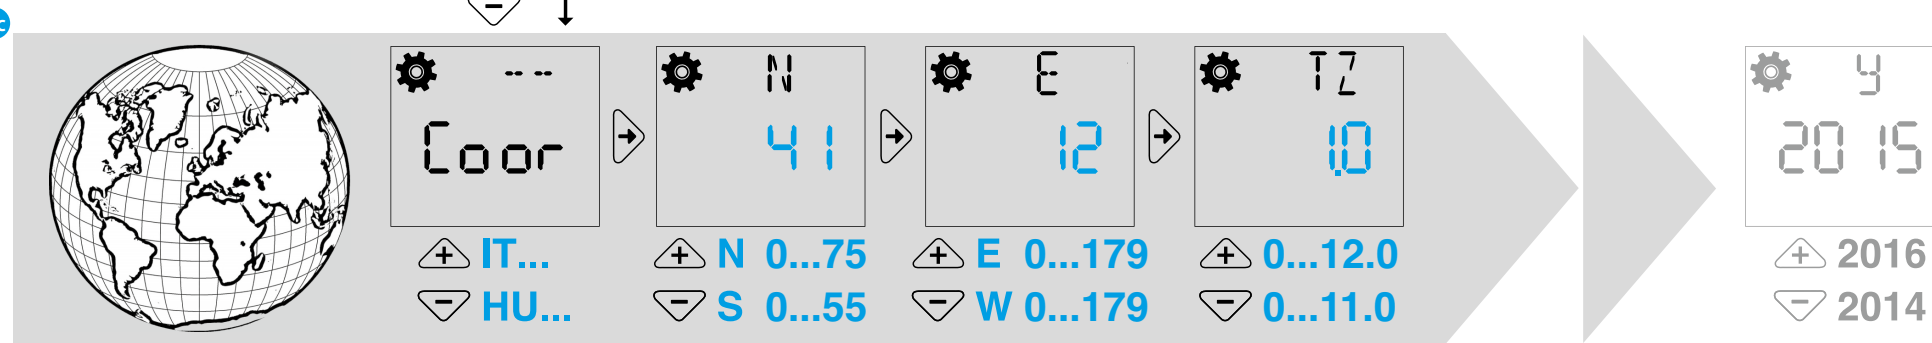 -- N E TZ Y
Coor 41 12 1.0 2015
+ IT... + N 0...75 + E 0...179 + 0...12.0 + 2016
- HU... - S 0...55 - W 0...179 - 0...11.0 - 2014